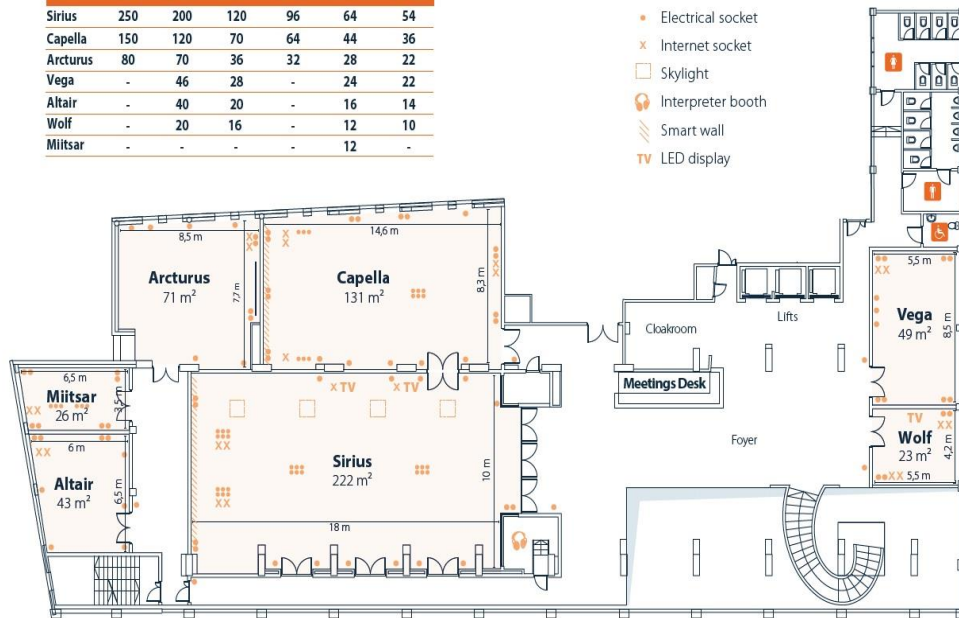 Sirius 250 200 120 96 64 54
Capella 150 120 70 64 44 36
Arcturus 80 70 36 32 28 22
Vega - 46 28 - 24 22
Altair - 40 20 - 16 14
Wolf - 20 16 - 12 10
Miitsar - - - - 12 -
Electrical socket
x Internet socket
Skylight
Interpreter booth
Smart wall
TV LED display
8,5 m
Arcturus
71 m²
7,7 m
14,6 m
Capella
131 m²
8,3 m
Cloakroom
Lifts
5,5 m
Vega
49 m²
8,5 m
6,5 m
Miitsar
26 m²
3,5 m
6 m
Altair
43 m²
6,5 m
x TV
x TV
Sirius
222 m²
10 m
18 m
Meetings Desk
Foyer
TV
Wolf
23 m²
4,2 m
5,5 m